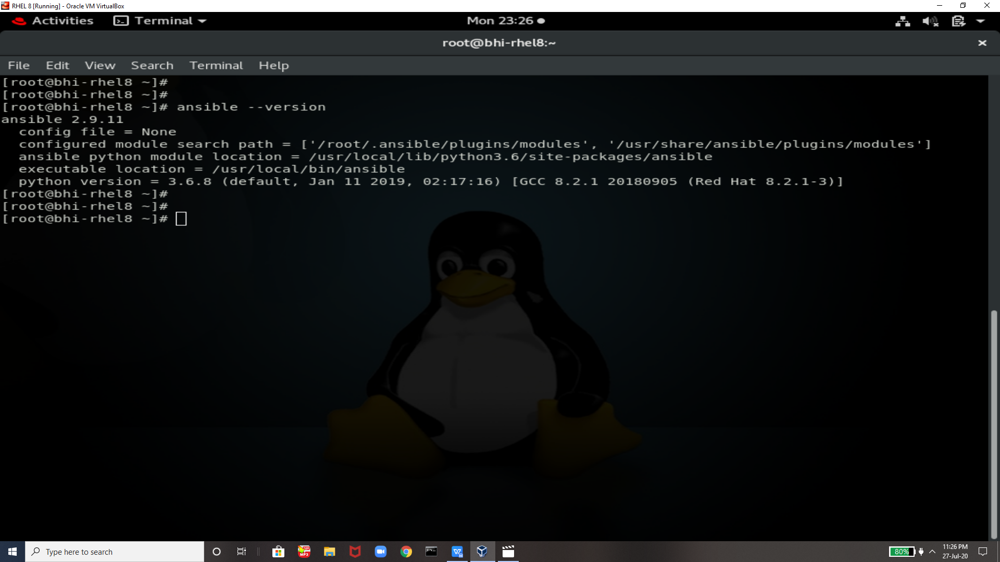 RHEL 8 [Running] - Oracle VM VirtualBox
Activities Terminal Mon 23:26
root@bhi-rhel8:~
File Edit View Search Terminal Help
[root@bhi-rhel8 ~]#
[root@bhi-rhel8 ~]#
[root@bhi-rhel8 ~]# ansible --version
ansible 2.9.11
  config file = None
  configured module search path = ['/root/.ansible/plugins/modules', '/usr/share/ansible/plugins/modules']
  ansible python module location = /usr/local/lib/python3.6/site-packages/ansible
  executable location = /usr/local/bin/ansible
  python version = 3.6.8 (default, Jan 11 2019, 02:17:16) [GCC 8.2.1 20180905 (Red Hat 8.2.1-3)]
[root@bhi-rhel8 ~]#
[root@bhi-rhel8 ~]#
[root@bhi-rhel8 ~]#
Type here to search
MP3
80%
11:26 PM
27-Jul-20